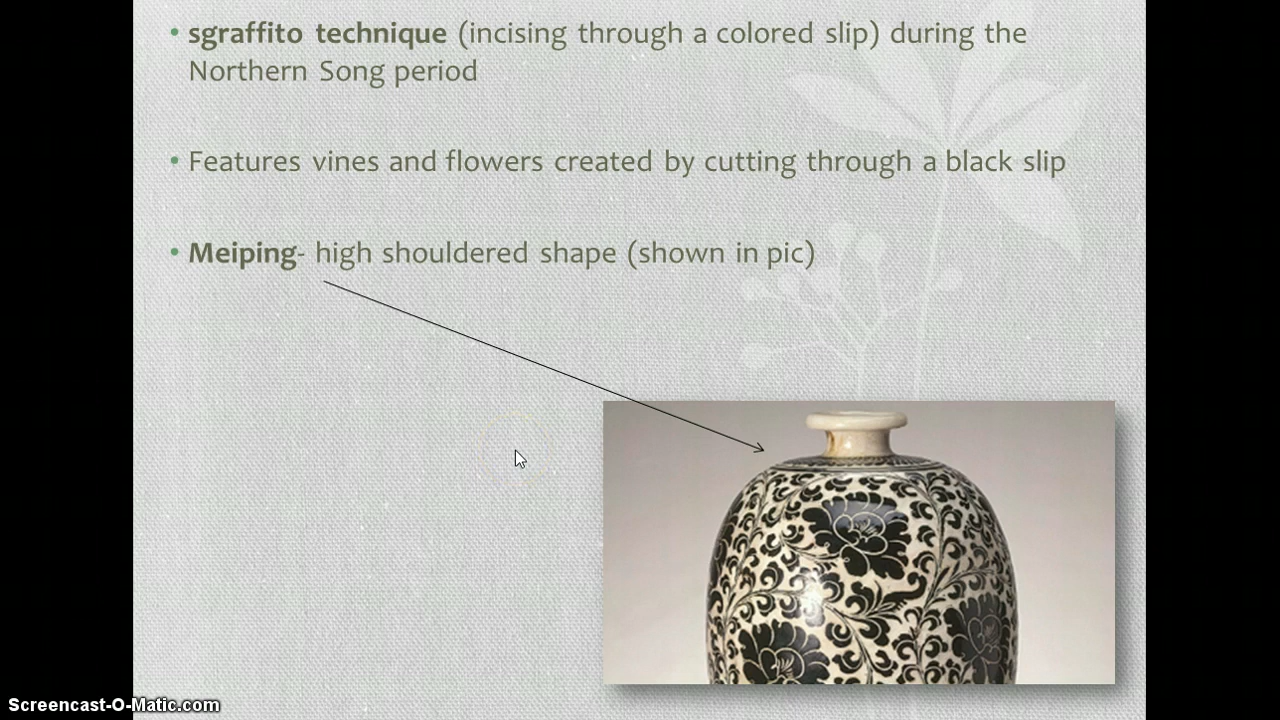 • sgraffito technique (incising through a colored slip) during the
Northern Song period
• Features vines and flowers created by cutting through a black slip
• Meiping- high shouldered shape (shown in pic)
Screencast-O-Matic.com